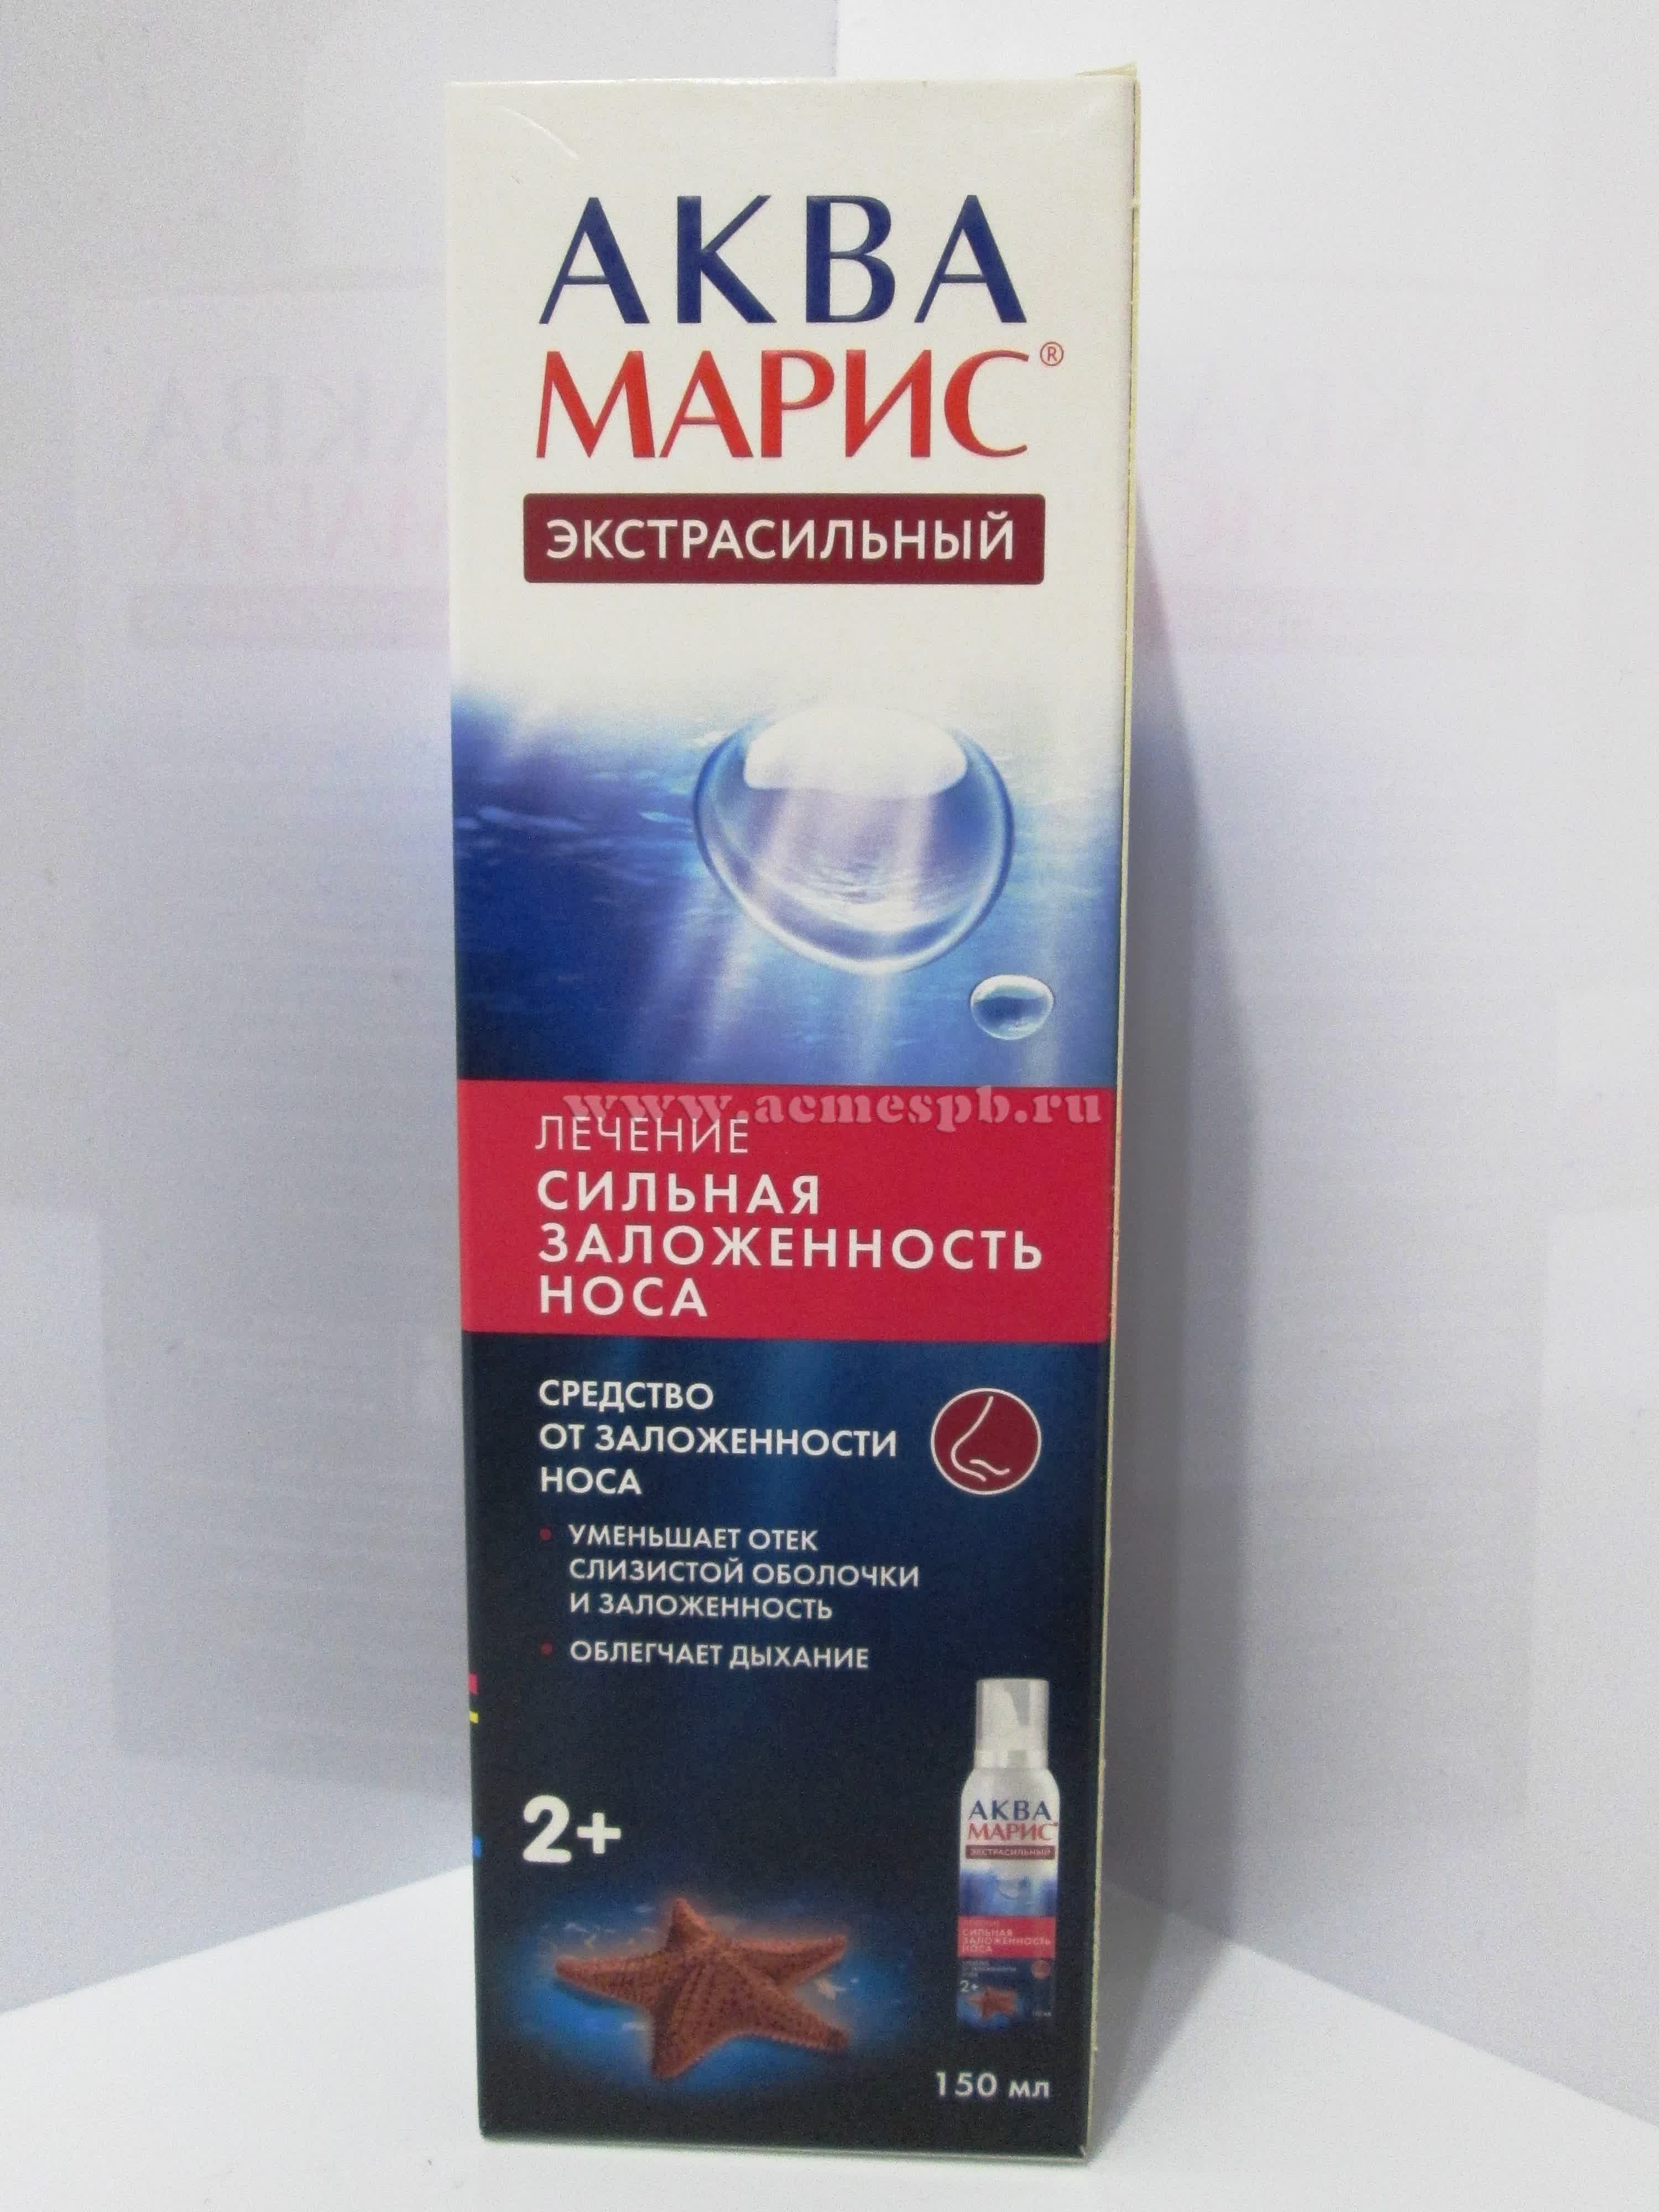 АКВА
МАРИС®
ЭКСТРАСИЛЬНЫЙ
www.acmespb.ru
ЛЕЧЕНИЕ
СИЛЬНАЯ
ЗАЛОЖЕННОСТЬ
НОСА
СРЕДСТВО
ОТ ЗАЛОЖЕННОСТИ
НОСА
• УМЕНЬШАЕТ ОТЕК
СЛИЗИСТОЙ ОБОЛОЧКИ
И ЗАЛОЖЕННОСТЬ
• ОБЛЕГЧАЕТ ДЫХАНИЕ
2+
АКВА
МАРИС
ЭКСТРАСИЛЬНЫЙ
СИЛЬНАЯ
ЗАЛОЖЕННОСТЬ
НОСА
2+
150 мл